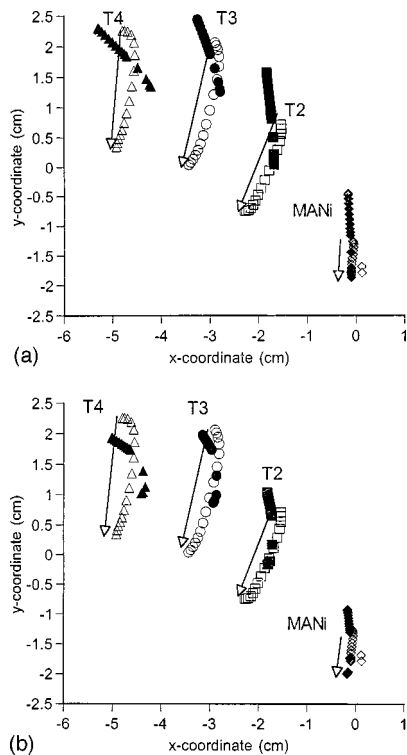 T4
T3
2.5
2
1.5
1
0.5
0
-0.5
-1
-1.5
-2
-2.5
y-coordinate (cm)
T2
MANi
-6 -5 -4 -3 -2 -1 0 1
x-coordinate (cm)
(a)
T4
T3
2.5
2
1.5
1
0.5
0
-0.5
-1
-1.5
-2
-2.5
y-coordinate (cm)
T2
MANi
-6 -5 -4 -3 -2 -1 0 1
x-coordinate (cm)
(b)